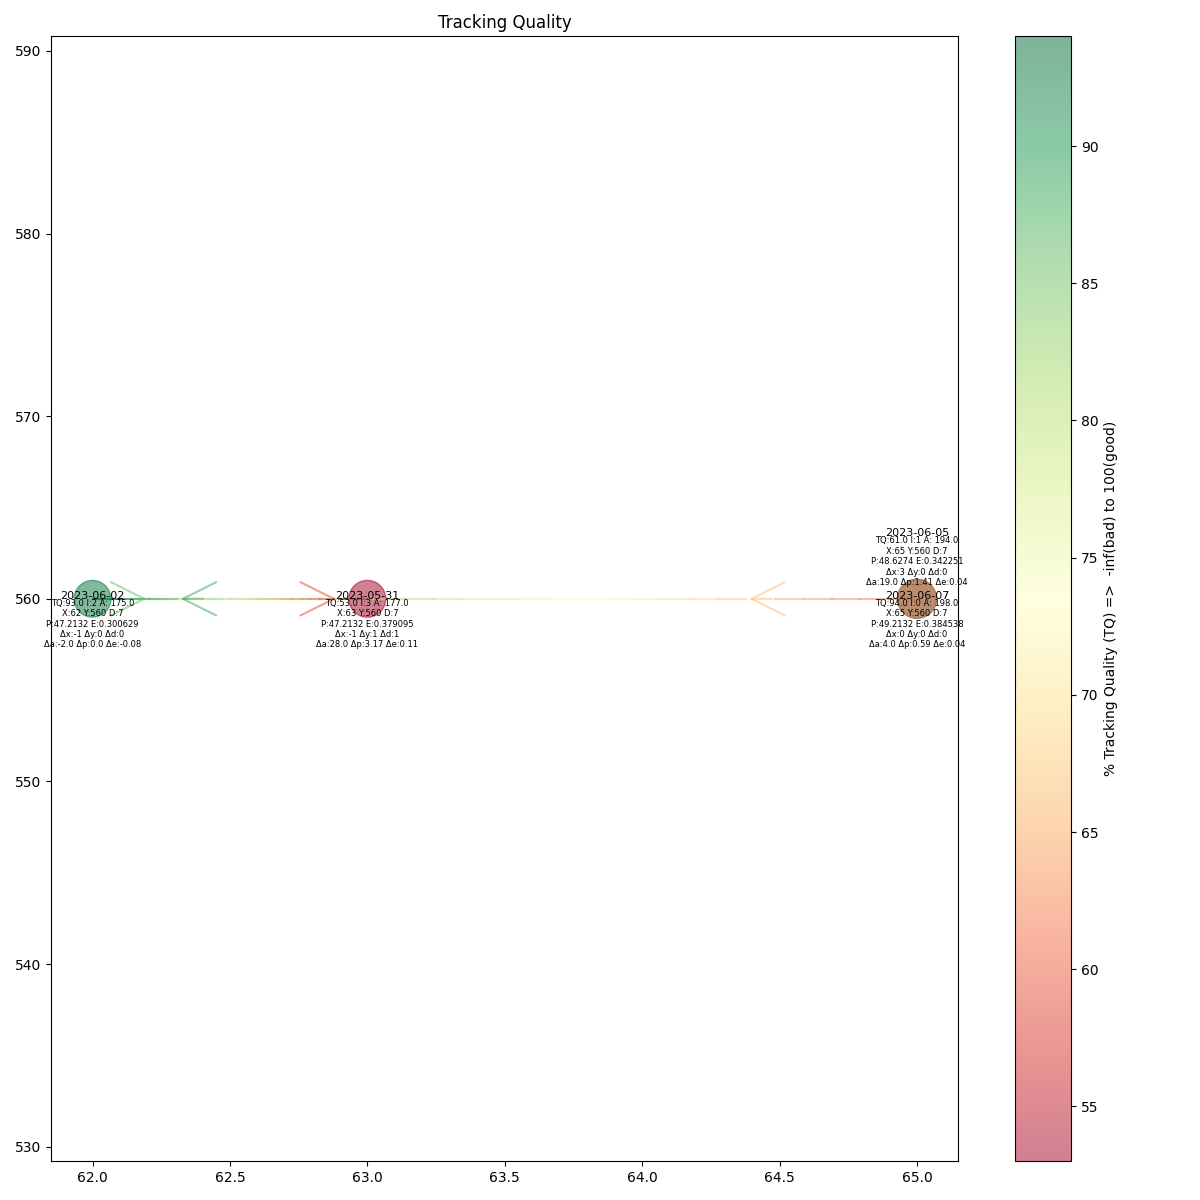 Tracking Quality
590
580
570
560
550
540
530
2023-06-05
TQ:61.0 I:1 A: 194.0
X:65 Y:560 D:7
P:48.6274 E:0.342251
Δx:3 Δy:0 Δd:0
Δa:19.0 Δp:1.41 Δe:0.04
2023-06-02
TQ:93.0 I:2 A: 175.0
X:62 Y:560 D:7
P:47.2132 E:0.300629
Δx:-1 Δy:0 Δd:0
Δa:-2.0 Δp:0.0 Δe:-0.08
2023-05-31
TQ:53.0 I:3 A: 177.0
X:63 Y:560 D:7
P:47.2132 E:0.379095
Δx:-1 Δy:1 Δd:1
Δa:28.0 Δp:3.17 Δe:0.11
2023-06-07
TQ:94.0 I:0 A: 198.0
X:65 Y:560 D:7
P:49.2132 E:0.384538
Δx:0 Δy:0 Δd:0
Δa:4.0 Δp:0.59 Δe:0.04
62.0 62.5 63.0 63.5 64.0 64.5 65.0
90
85
80
75
70
65
60
55
% Tracking Quality (TQ) => -inf(bad) to 100(good)